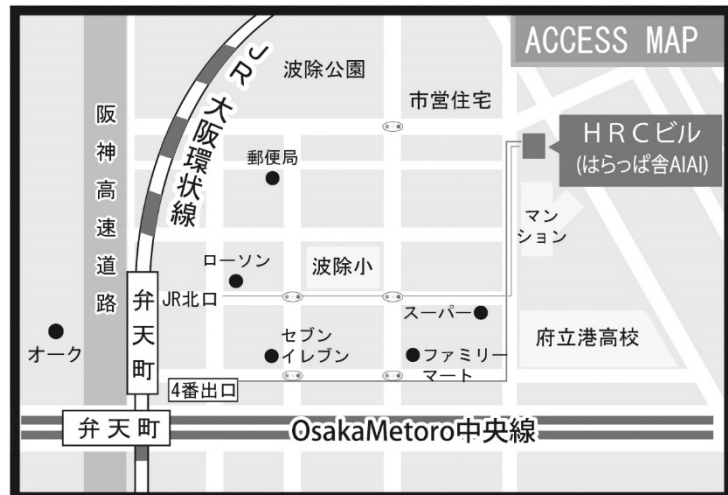 ACCESS MAP
波除公園
市営住宅
JR 大阪環状線
阪神高速道路
HRCビル
(はらっぱ舎AIAI)
郵便局
マン
ション
ローソン
波除小
JR北口
スーパー
弁天町
オーク
セブン
イレブン
ファミリー
マート
府立港高校
4番出口
弁天町
OsakaMetoro中央線